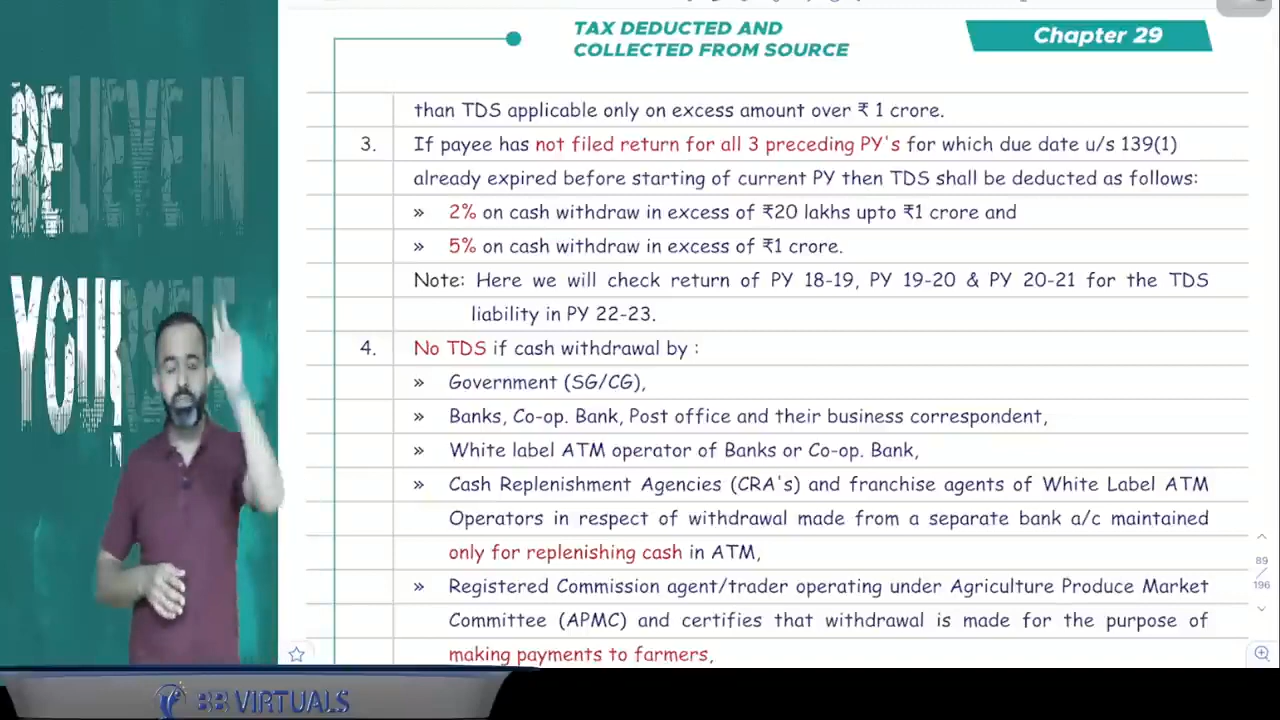 BELIEVE IN
YOURSELF
TAX DEDUCTED AND
COLLECTED FROM SOURCE
Chapter 29
than TDS applicable only on excess amount over ₹ 1 crore.
3. If payee has not filed return for all 3 preceding PY's for which due date u/s 139(1)
already expired before starting of current PY then TDS shall be deducted as follows:
» 2% on cash withdraw in excess of ₹20 lakhs upto ₹1 crore and
» 5% on cash withdraw in excess of ₹1 crore.
Note: Here we will check return of PY 18-19, PY 19-20 & PY 20-21 for the TDS
liability in PY 22-23.
4. No TDS if cash withdrawal by :
» Government (SG/CG),
» Banks, Co-op. Bank, Post office and their business correspondent,
» White label ATM operator of Banks or Co-op. Bank,
» Cash Replenishment Agencies (CRA's) and franchise agents of White Label ATM
Operators in respect of withdrawal made from a separate bank a/c maintained
only for replenishing cash in ATM,
» Registered Commission agent/trader operating under Agriculture Produce Market
Committee (APMC) and certifies that withdrawal is made for the purpose of
making payments to farmers,
89
196
BB VIRTUALS